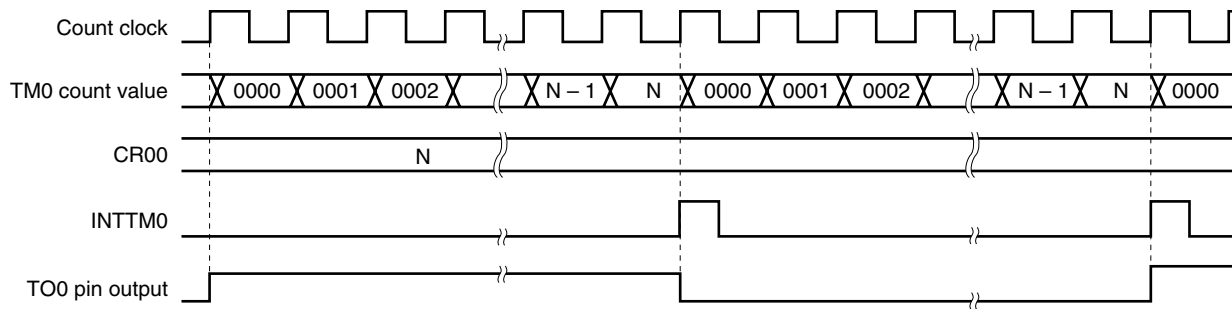 Count clock
TM0 count value 0000 0001 0002 N – 1 N 0000 0001 0002 N – 1 N 0000
CR00 N
INTTM0
TO0 pin output